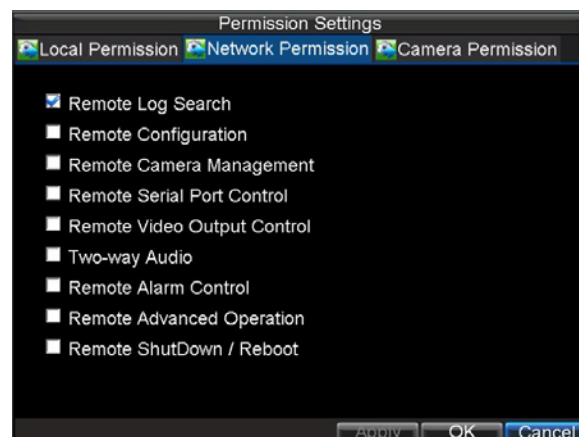 Permission Settings
Local Permission Network Permission Camera Permission
Remote Log Search
Remote Configuration
Remote Camera Management
Remote Serial Port Control
Remote Video Output Control
Two-way Audio
Remote Alarm Control
Remote Advanced Operation
Remote ShutDown / Reboot
Apply OK Cancel